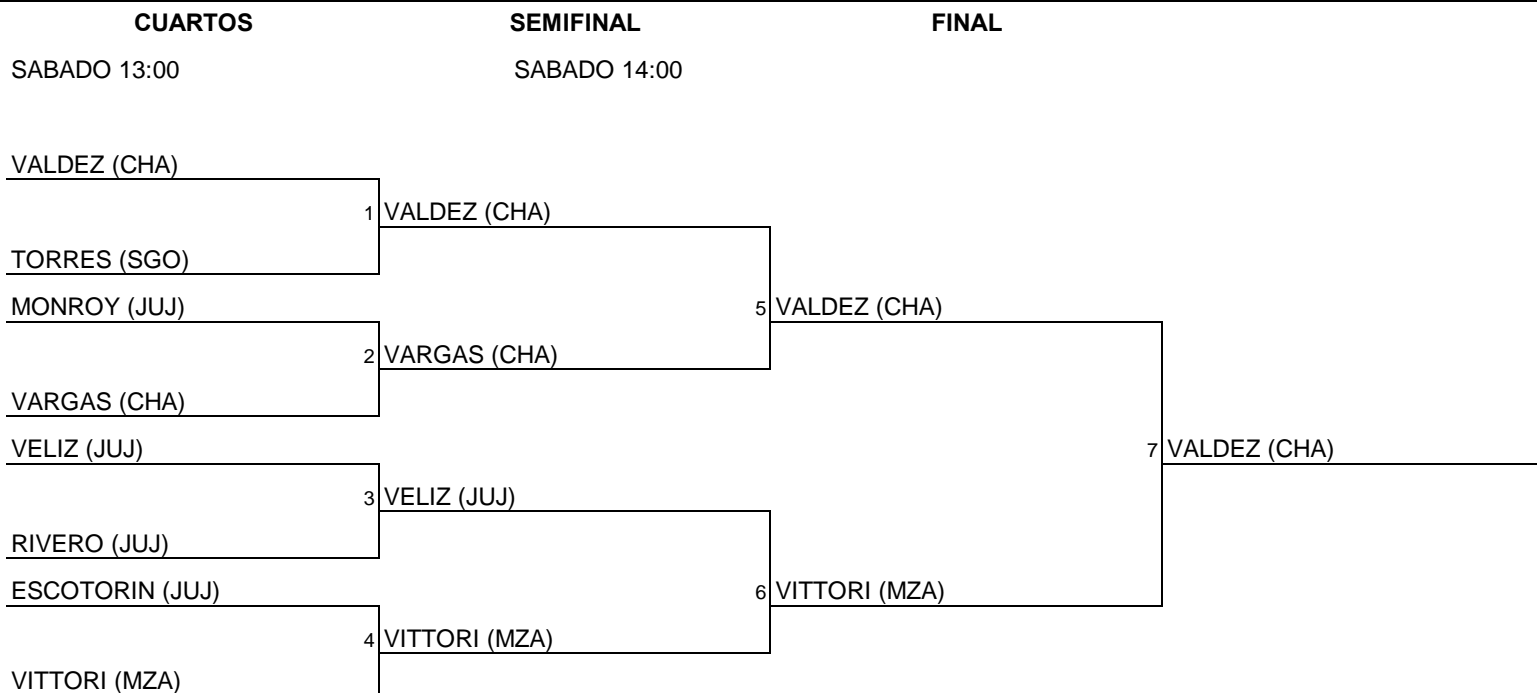 CUARTOS SEMIFINAL FINAL
SABADO 13:00 SABADO 14:00
VALDEZ (CHA)
1 VALDEZ (CHA)
TORRES (SGO)
MONROY (JUJ) 5 VALDEZ (CHA)
2 VARGAS (CHA)
VARGAS (CHA)
VELIZ (JUJ) 7 VALDEZ (CHA)
3 VELIZ (JUJ)
RIVERO (JUJ)
ESCOTORIN (JUJ) 6 VITTORI (MZA)
4 VITTORI (MZA)
VITTORI (MZA)